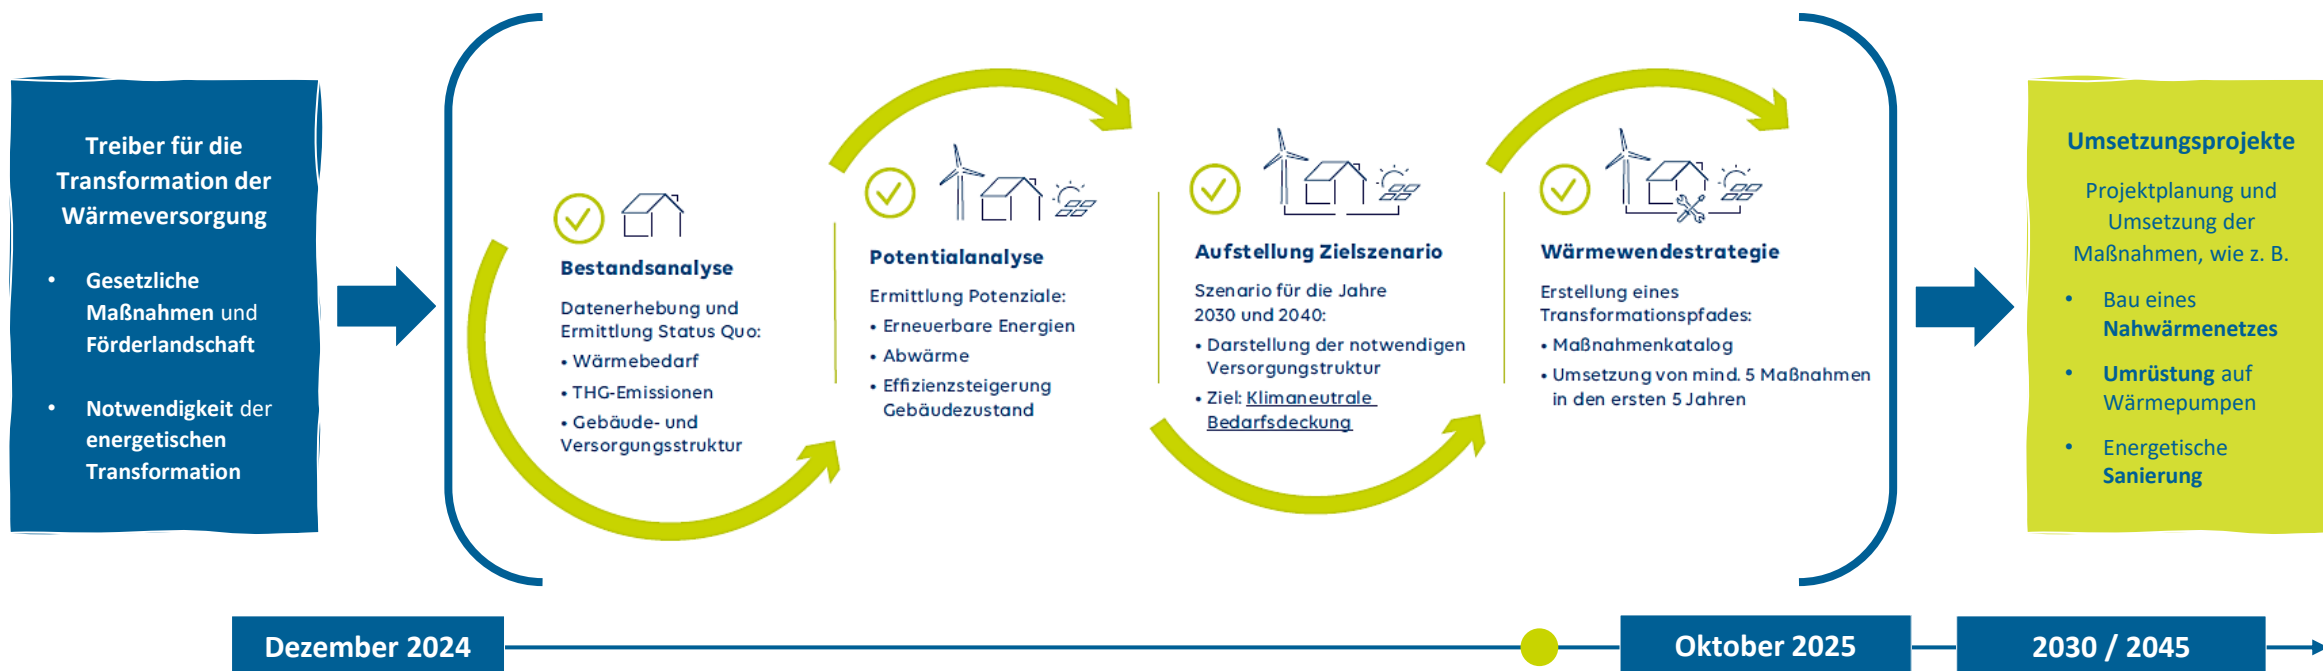 Treiber für die
Transformation der
Wärmeversorgung
• Gesetzliche
Maßnahmen und
Förderlandschaft
• Notwendigkeit der
energetischen
Transformation
Bestandsanalyse
Datenerhebung und
Ermittlung Status Quo:
• Wärmebedarf
• THG-Emissionen
• Gebäude- und
Versorgungsstruktur
Potentialanalyse
Ermittlung Potenziale:
• Erneuerbare Energien
• Abwärme
• Effizienzsteigerung
Gebäudezustand
Aufstellung Zielszenario
Szenario für die Jahre
2030 und 2040:
• Darstellung der notwendigen
Versorgungstruktur
• Ziel: Klimaneutrale
Bedarfsdeckung
Wärmewendestrategie
Erstellung eines
Transformationspfades:
• Maßnahmenkatalog
• Umsetzung von mind. 5 Maßnahmen
in den ersten 5 Jahren
Umsetzungsprojekte
Projektplanung und
Umsetzung der
Maßnahmen, wie z. B.
• Bau eines
Nahwärmenetzes
• Umrüstung auf
Wärmepumpen
• Energetische
Sanierung
Dezember 2024
Oktober 2025
2030 / 2045